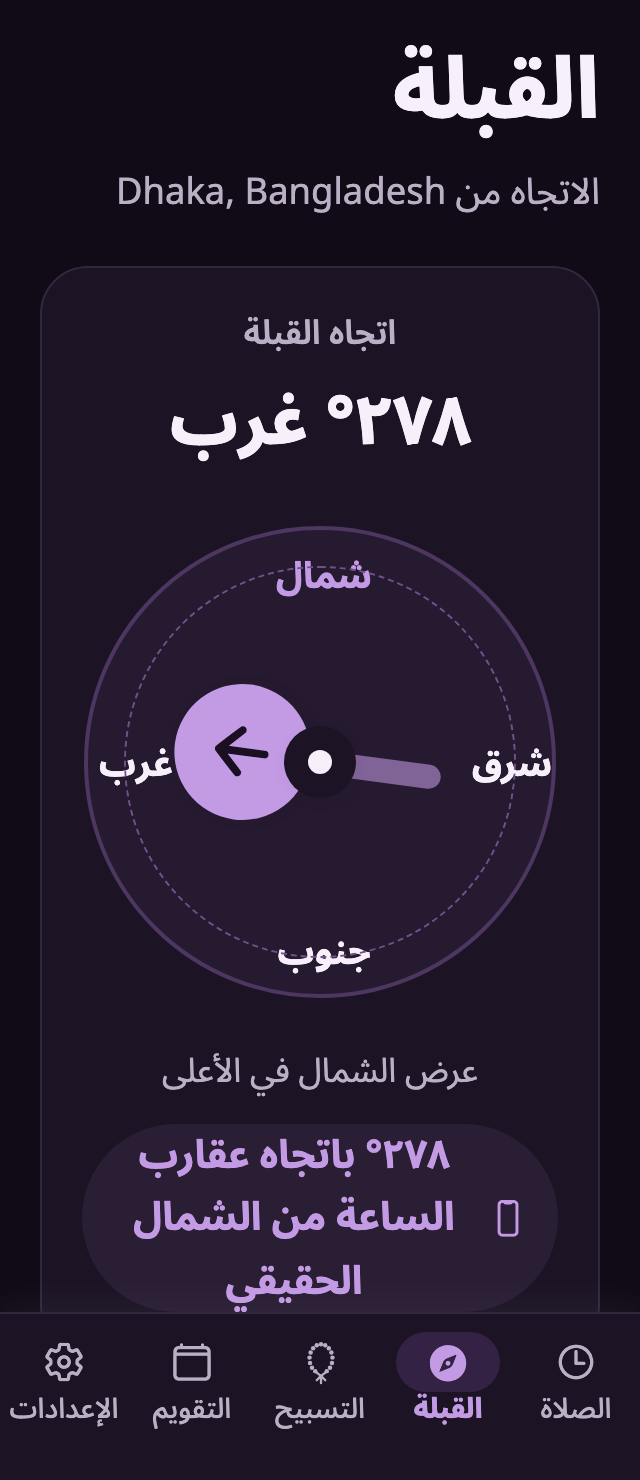 القبلة
الاتجاه من Dhaka, Bangladesh
اتجاه القبلة
٢٧٨° غرب
شمال
غرب
شرق
جنوب
عرض الشمال في الأعلى
٢٧٨° باتجاه عقارب
الساعة من الشمال
الحقيقي
الصلاة
القبلة
التسبيح
التقويم
الإعدادات